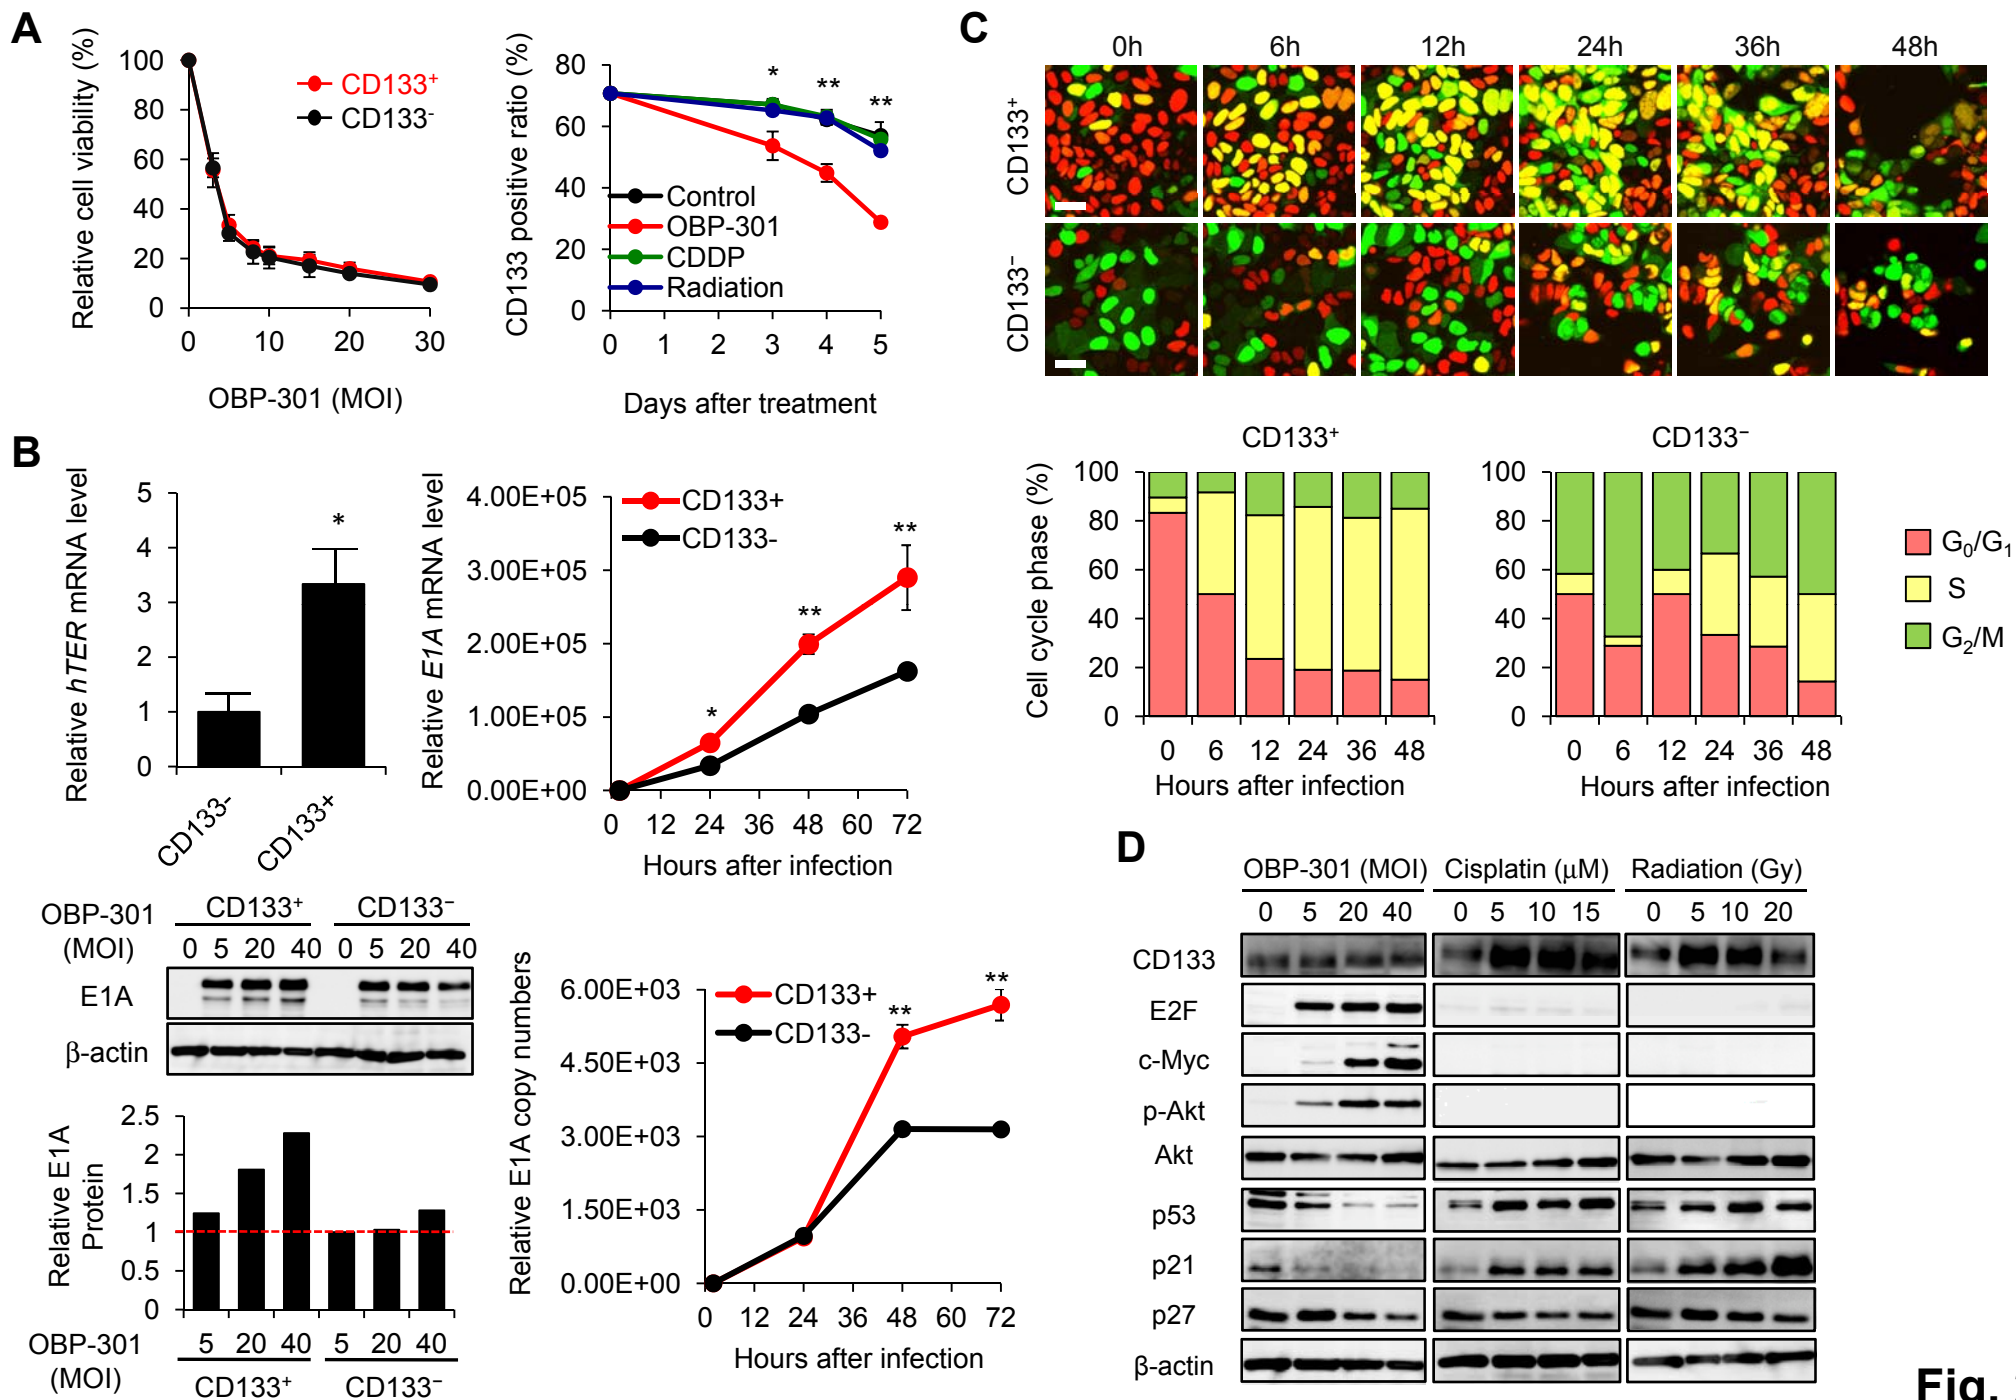 A
Relative cell viability (%)
100
80
60
40
20
0
0 10 20 30
OBP-301 (MOI)
CD133⁺
CD133⁻
CD133 positive ratio (%)
80
60
40
20
0
0 1 2 3 4 5
Days after treatment
* ** **
Control
OBP-301
CDDP
Radiation
B
Relative hTER mRNA level
5
4
3
2
1
0
*
CD133-
CD133+
Relative E1A mRNA level
4.00E+05
3.00E+05
2.00E+05
1.00E+05
0.00E+00
CD133+
CD133-
* ** **
0 12 24 36 48 60 72
Hours after infection
OBP-301
(MOI)
CD133⁺ CD133⁻
0 5 20 40 0 5 20 40
E1A
β-actin
Relative E1A
Protein
2.5
2
1.5
1
0.5
0
OBP-301
(MOI)
5 20 40 5 20 40
CD133⁺ CD133⁻
Relative E1A copy numbers
6.00E+03
4.50E+03
3.00E+03
1.50E+03
0.00E+00
CD133+
CD133-
** **
0 12 24 36 48 60 72
Hours after infection
C
0h 6h 12h 24h 36h 48h
CD133⁺
CD133⁻
CD133⁺
Cell cycle phase (%)
100
80
60
40
20
0
0 6 12 24 36 48
Hours after infection
CD133⁻
100
80
60
40
20
0
0 6 12 24 36 48
Hours after infection
G₀/G₁
S
G₂/M
D
OBP-301 (MOI) Cisplatin (μM) Radiation (Gy)
0 5 20 40 0 5 10 15 0 5 10 20
CD133
E2F
c-Myc
p-Akt
Akt
p53
p21
p27
β-actin
Fig.